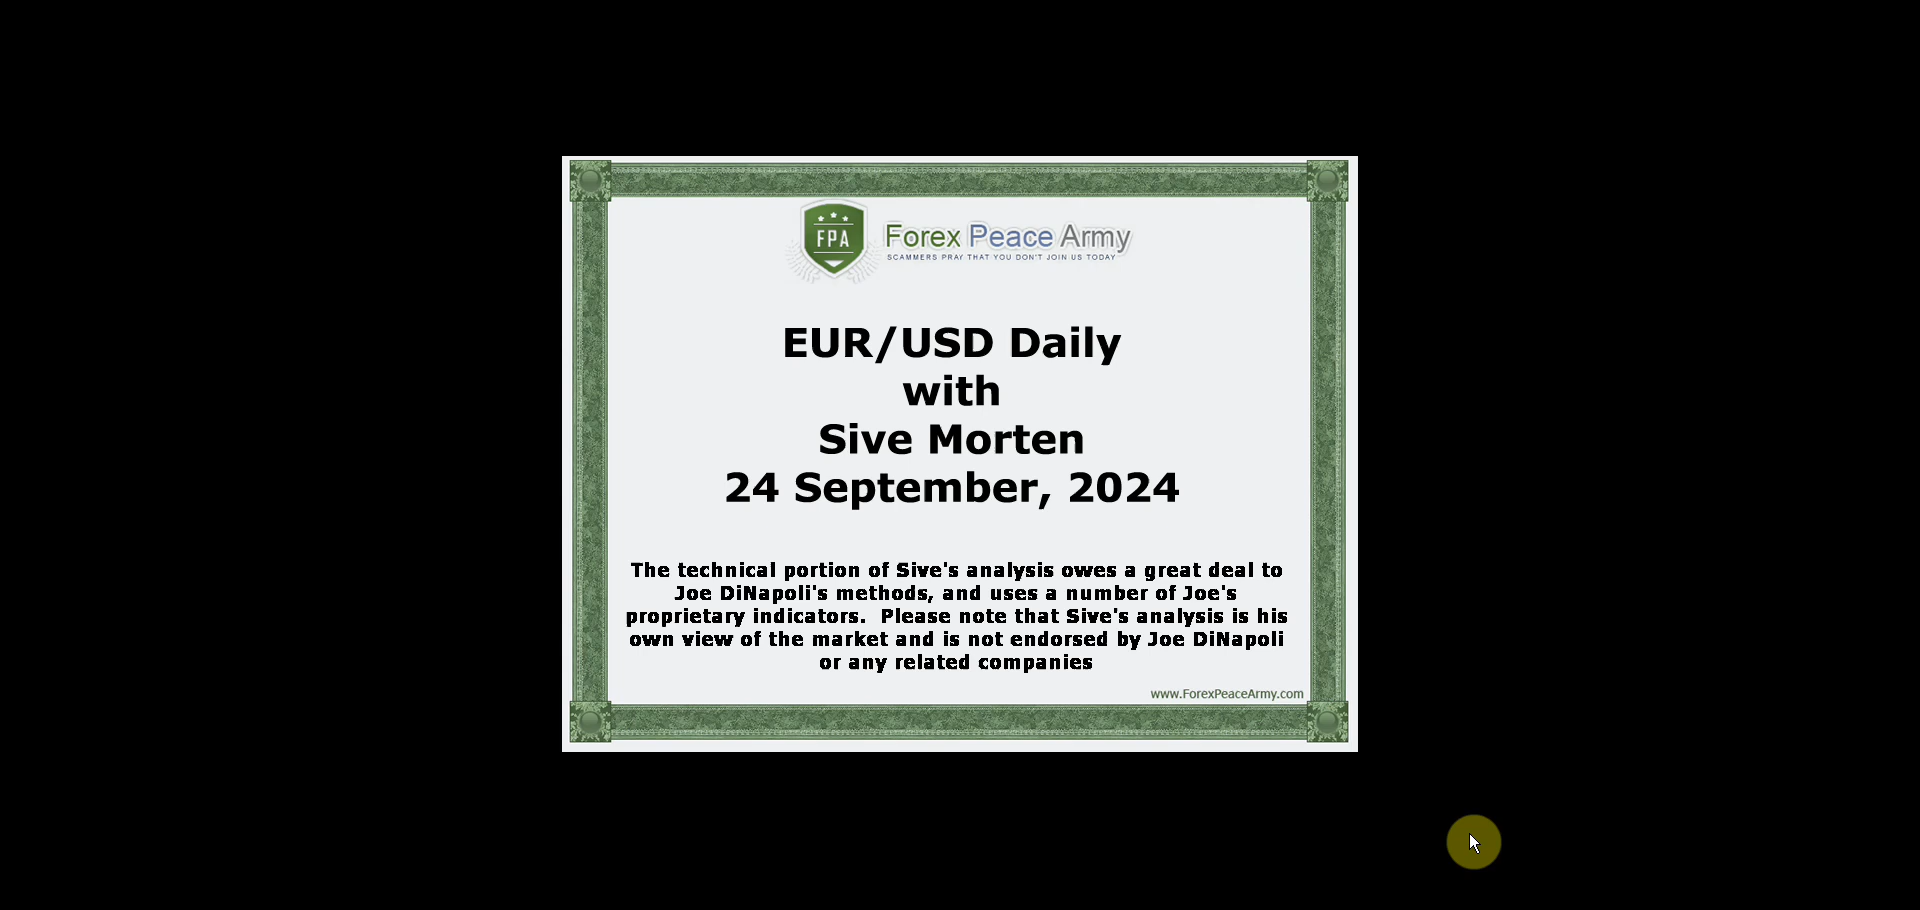 FPA
Forex Peace Army
SCAMMERS PRAY THAT YOU DON'T JOIN US TODAY
EUR/USD Daily
with
Sive Morten
24 September, 2024
The technical portion of Sive's analysis owes a great deal to
Joe DiNapoli's methods, and uses a number of Joe's
proprietary indicators.  Please note that Sive's analysis is his
own view of the market and is not endorsed by Joe DiNapoli
or any related companies
www.ForexPeaceArmy.com